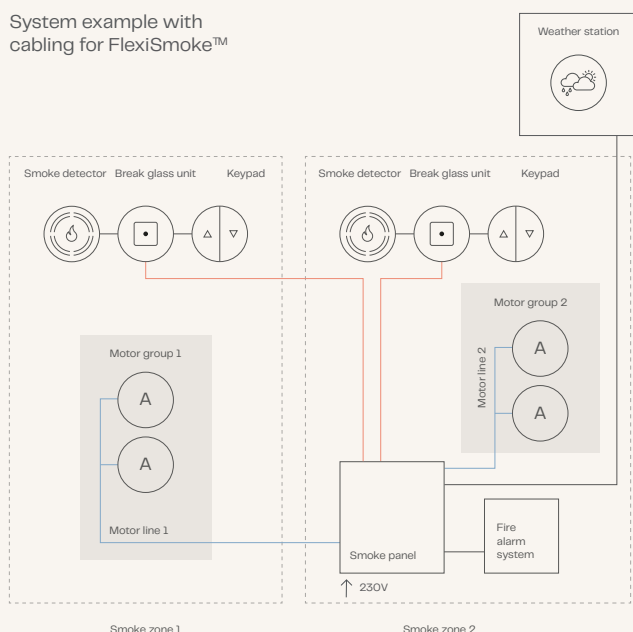 System example with
cabling for FlexiSmoke™
Weather station
Smoke detector Break glass unit Keypad
Smoke detector Break glass unit Keypad
Motor group 2
A
Motor line 2
A
Motor group 1
A
A
Motor line 1
Smoke panel
Fire
alarm
system
230V
Smoke zone 1
Smoke zone 2